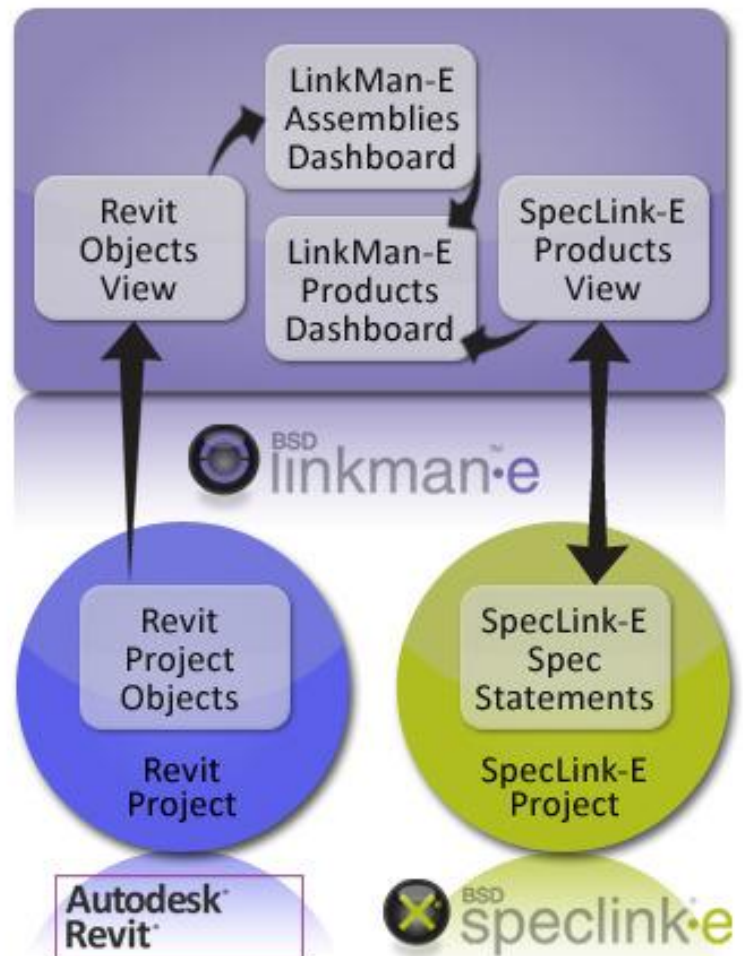 LinkMan-E
Assemblies
Dashboard
Revit
Objects
View
LinkMan-E
Products
Dashboard
SpecLink-E
Products
View
BSD
linkman·e™
Revit
Project
Objects
Revit
Project
SpecLink-E
Spec
Statements
SpecLink-E
Project
Autodesk®
Revit®
BSD
speclink·e